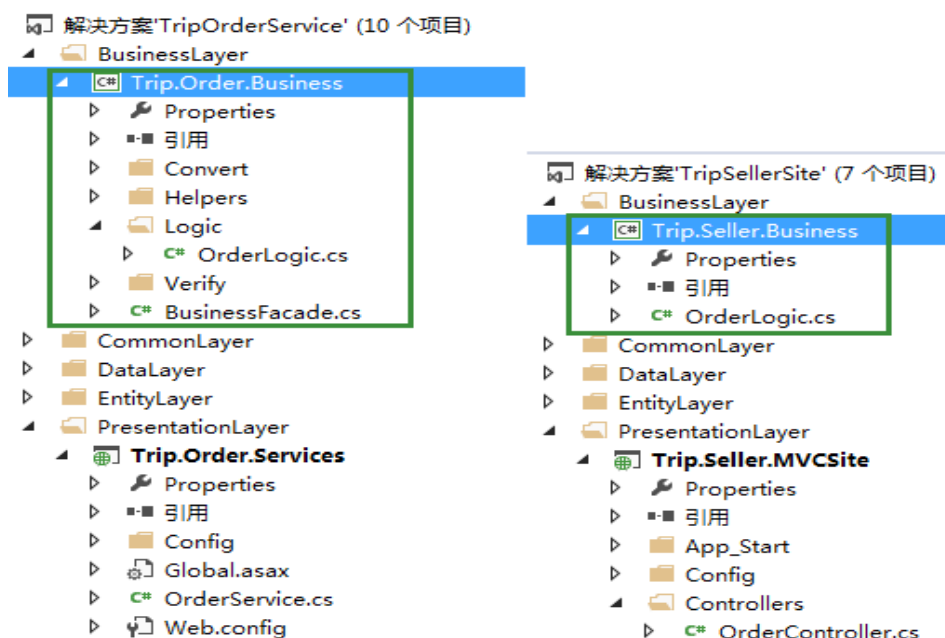 解决方案'TripOrderService' (10 个项目)
BusinessLayer
C# Trip.Order.Business
Properties
引用
Convert
Helpers
Logic
C# OrderLogic.cs
Verify
C# BusinessFacade.cs
CommonLayer
DataLayer
EntityLayer
PresentationLayer
Trip.Order.Services
Properties
引用
Config
Global.asax
C# OrderService.cs
Web.config
解决方案'TripSellerSite' (7 个项目)
BusinessLayer
C# Trip.Seller.Business
Properties
引用
C# OrderLogic.cs
CommonLayer
DataLayer
EntityLayer
PresentationLayer
Trip.Seller.MVCSite
Properties
引用
App_Start
Config
Controllers
C# OrderController.cs